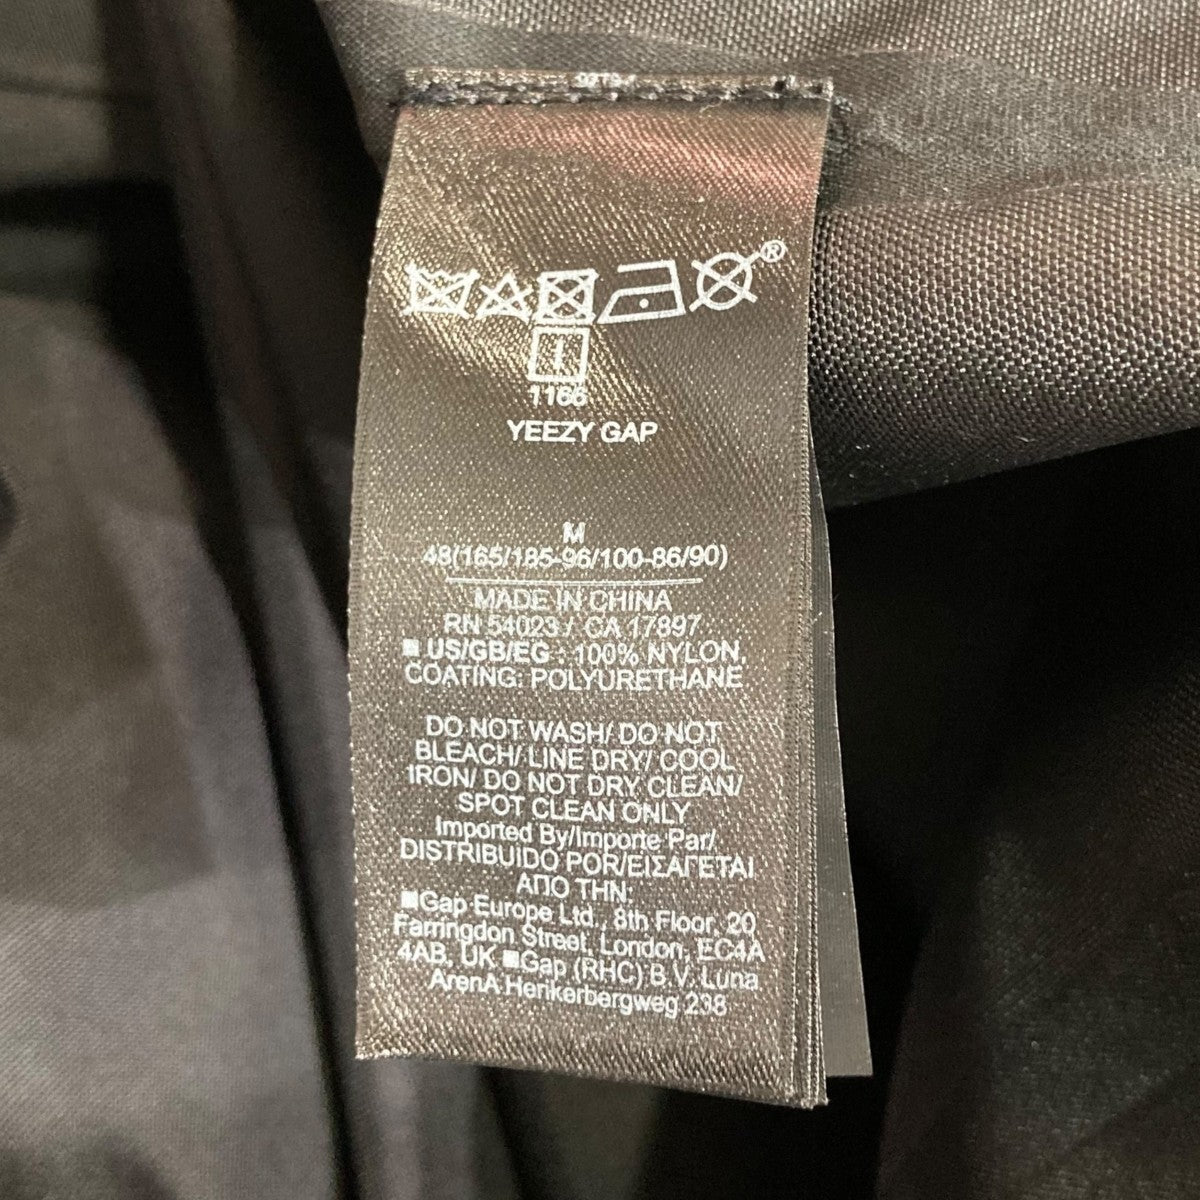 ®
1166
YEEZY GAP
M
48(165/185-96/100-86/90)
MADE IN CHINA
RN 54023 / CA 17897
US/GB/EG : 100% NYLON,
COATING: POLYURETHANE
DO NOT WASH/ DO NOT
BLEACH/ LINE DRY/ COOL
IRON/ DO NOT DRY CLEAN/
SPOT CLEAN ONLY
Imported By/Importe Par/
DISTRIBUIDO POR/ΕΙΣΑΓΕΤΑΙ
ΑΠΟ ΤΗΝ:
Gap Europe Ltd., 8th Floor, 20
Farringdon Street, London, EC4A
4AB, UK Gap (RHC) B.V. Luna
ArenA Herikerbergweg 238